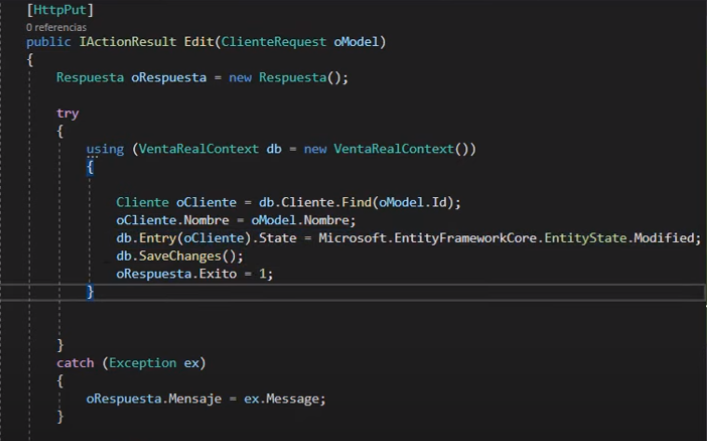 [HttpPut]
0 referencias
public IActionResult Edit(ClienteRequest oModel)
{
Respuesta oRespuesta = new Respuesta();
try
{
using (VentaRealContext db = new VentaRealContext())
{
Cliente oCliente = db.Cliente.Find(oModel.Id);
oCliente.Nombre = oModel.Nombre;
db.Entry(oCliente).State = Microsoft.EntityFrameworkCore.EntityState.Modified;
db.SaveChanges();
oRespuesta.Exito = 1;
}
}
catch (Exception ex)
{
oRespuesta.Mensaje = ex.Message;
}